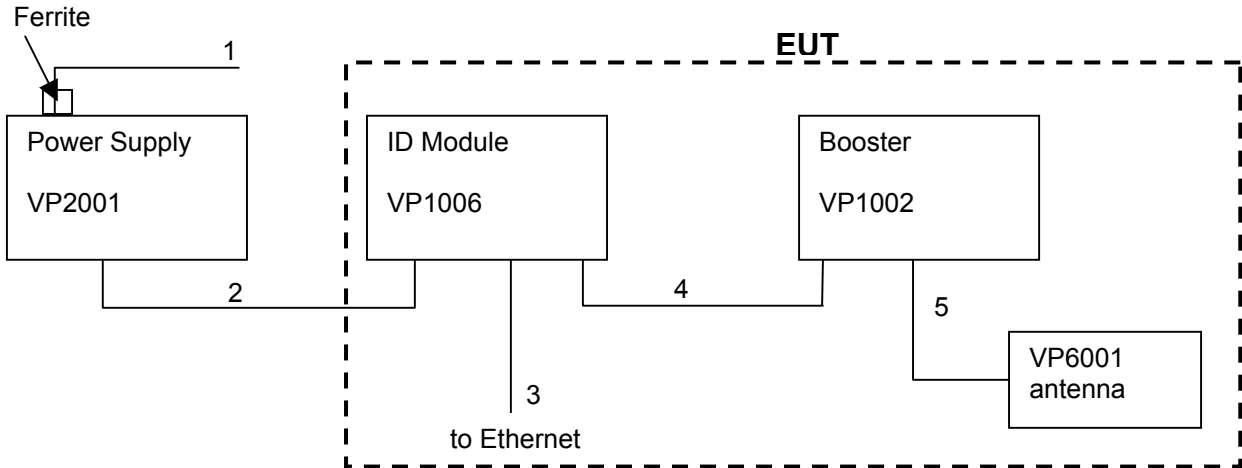 Ferrite
1
EUT
Power Supply
VP2001
ID Module
VP1006
Booster
VP1002
2
4
5
VP6001
antenna
3
to Ethernet